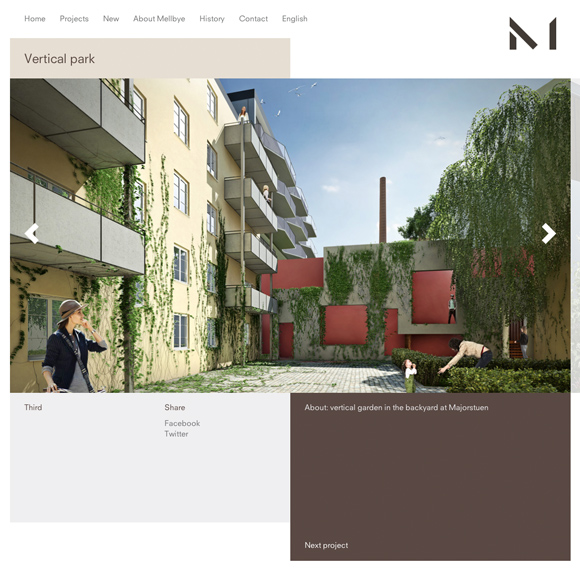 Home Projects New About Mellbye History Contact English
Vertical park
Third
Share
Facebook
Twitter
About: vertical garden in the backyard at Majorstuen
Next project